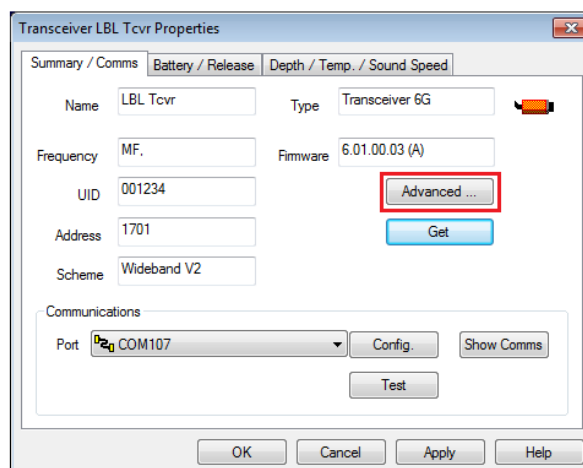 Transceiver LBL Tcvr Properties
Summary / Comms Battery / Release Depth / Temp. / Sound Speed
Name LBL Tcvr Type Transceiver 6G
Frequency MF, Firmware 6.01.00.03 (A)
UID 001234 Advanced ...
Address 1701 Get
Scheme Wideband V2
Communications
Port COM107 Config. Show Comms
Test
OK Cancel Apply Help